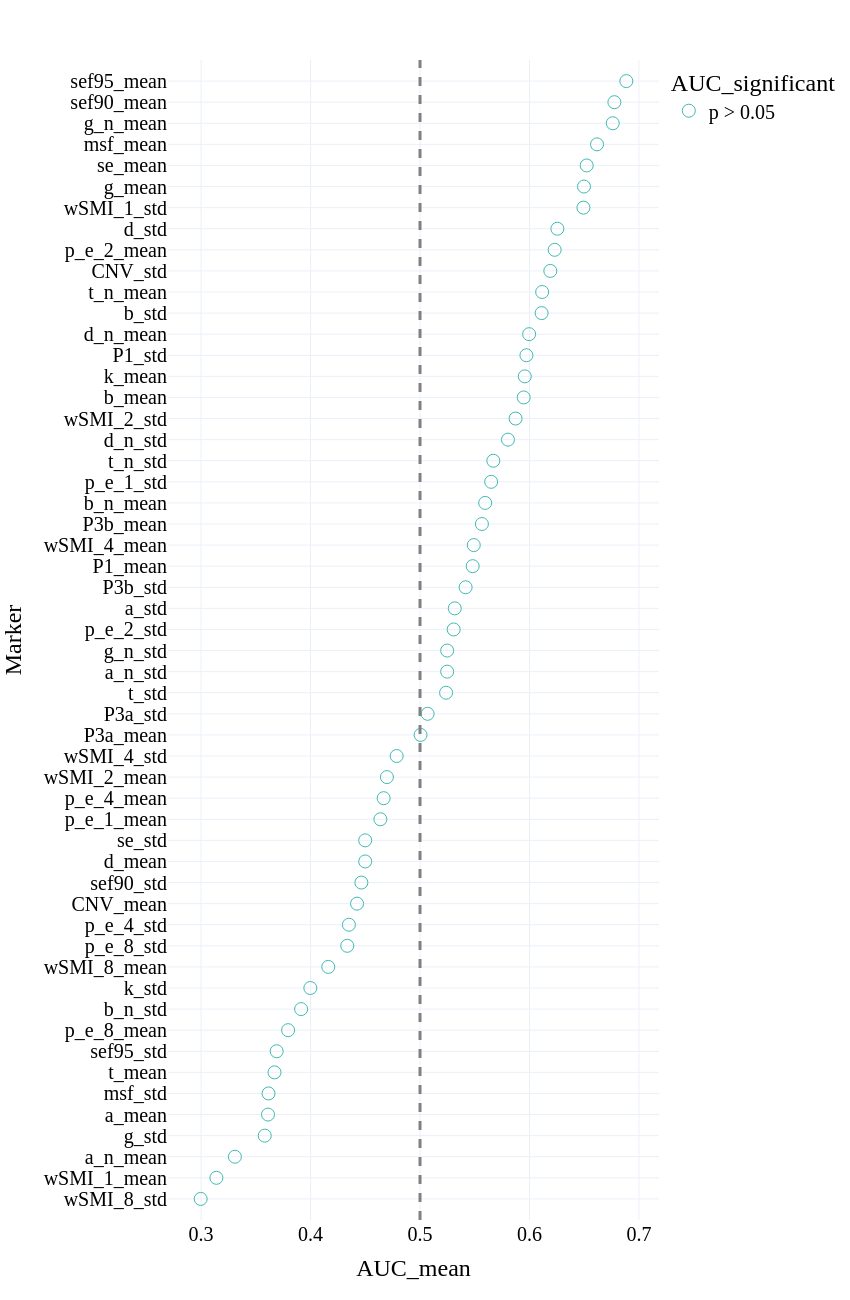 sef95_mean
sef90_mean
g_n_mean
msf_mean
se_mean
g_mean
wSMI_1_std
d_std
p_e_2_mean
CNV_std
t_n_mean
b_std
d_n_mean
P1_std
k_mean
b_mean
wSMI_2_std
d_n_std
t_n_std
p_e_1_std
b_n_mean
P3b_mean
wSMI_4_mean
P1_mean
P3b_std
a_std
p_e_2_std
g_n_std
a_n_std
t_std
P3a_std
P3a_mean
wSMI_4_std
wSMI_2_mean
p_e_4_mean
p_e_1_mean
se_std
d_mean
sef90_std
CNV_mean
p_e_4_std
p_e_8_std
wSMI_8_mean
k_std
b_n_std
p_e_8_mean
sef95_std
t_mean
msf_std
a_mean
g_std
a_n_mean
wSMI_1_mean
wSMI_8_std
Marker
0.3 0.4 0.5 0.6 0.7
AUC_mean
AUC_significant
p > 0.05